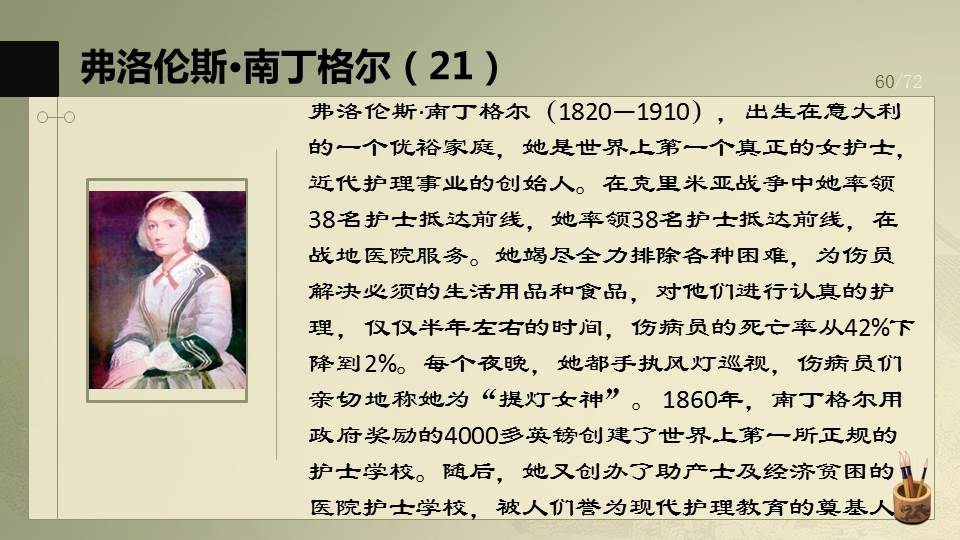 弗洛伦斯·南丁格尔（21）
60/72
弗洛伦斯·南丁格尔（1820—1910），出生在意大利
的一个优裕家庭，她是世界上第一个真正的女护士，
近代护理事业的创始人。在克里米亚战争中她率领
38名护士抵达前线，她率领38名护士抵达前线，在
战地医院服务。她竭尽全力排除各种困难，为伤员
解决必须的生活用品和食品，对他们进行认真的护
理，仅仅半年左右的时间，伤病员的死亡率从42%下
降到2%。每个夜晚，她都手执风灯巡视，伤病员们
亲切地称她为“提灯女神”。 1860年，南丁格尔用
政府奖励的4000多英镑创建了世界上第一所正规的
护士学校。随后，她又创办了助产士及经济贫困的
医院护士学校，被人们誉为现代护理教育的奠基人